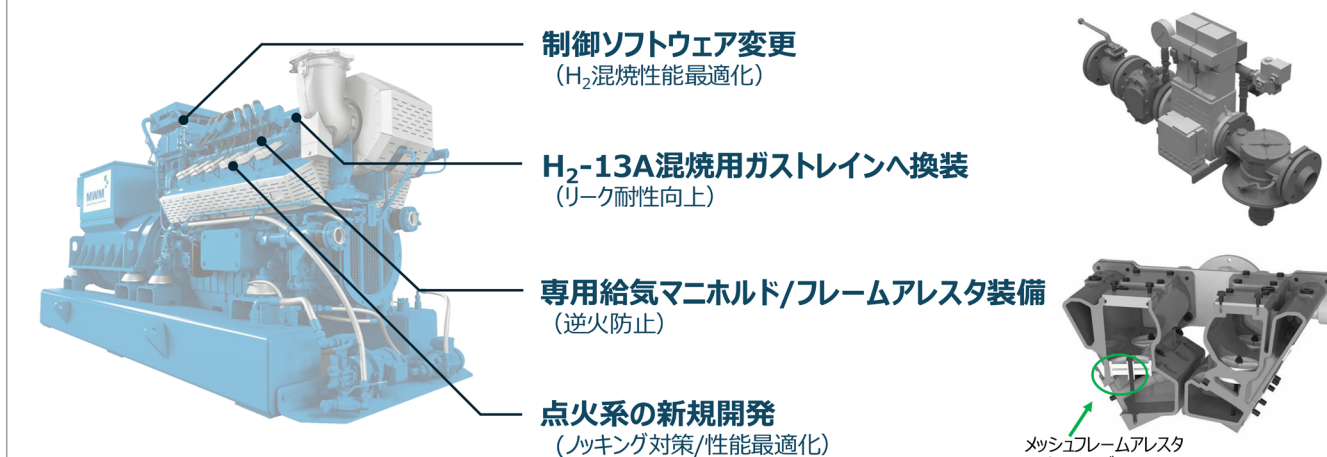 制御ソフトウェア変更
（H₂混焼性能最適化）
H₂-13A混焼用ガストレインへ換装
（リーク耐性向上）
専用給気マニホルド/フレームアレスタ装備
（逆火防止）
点火系の新規開発
（ノッキング対策/性能最適化）
MWM
メッシュフレームアレスタ